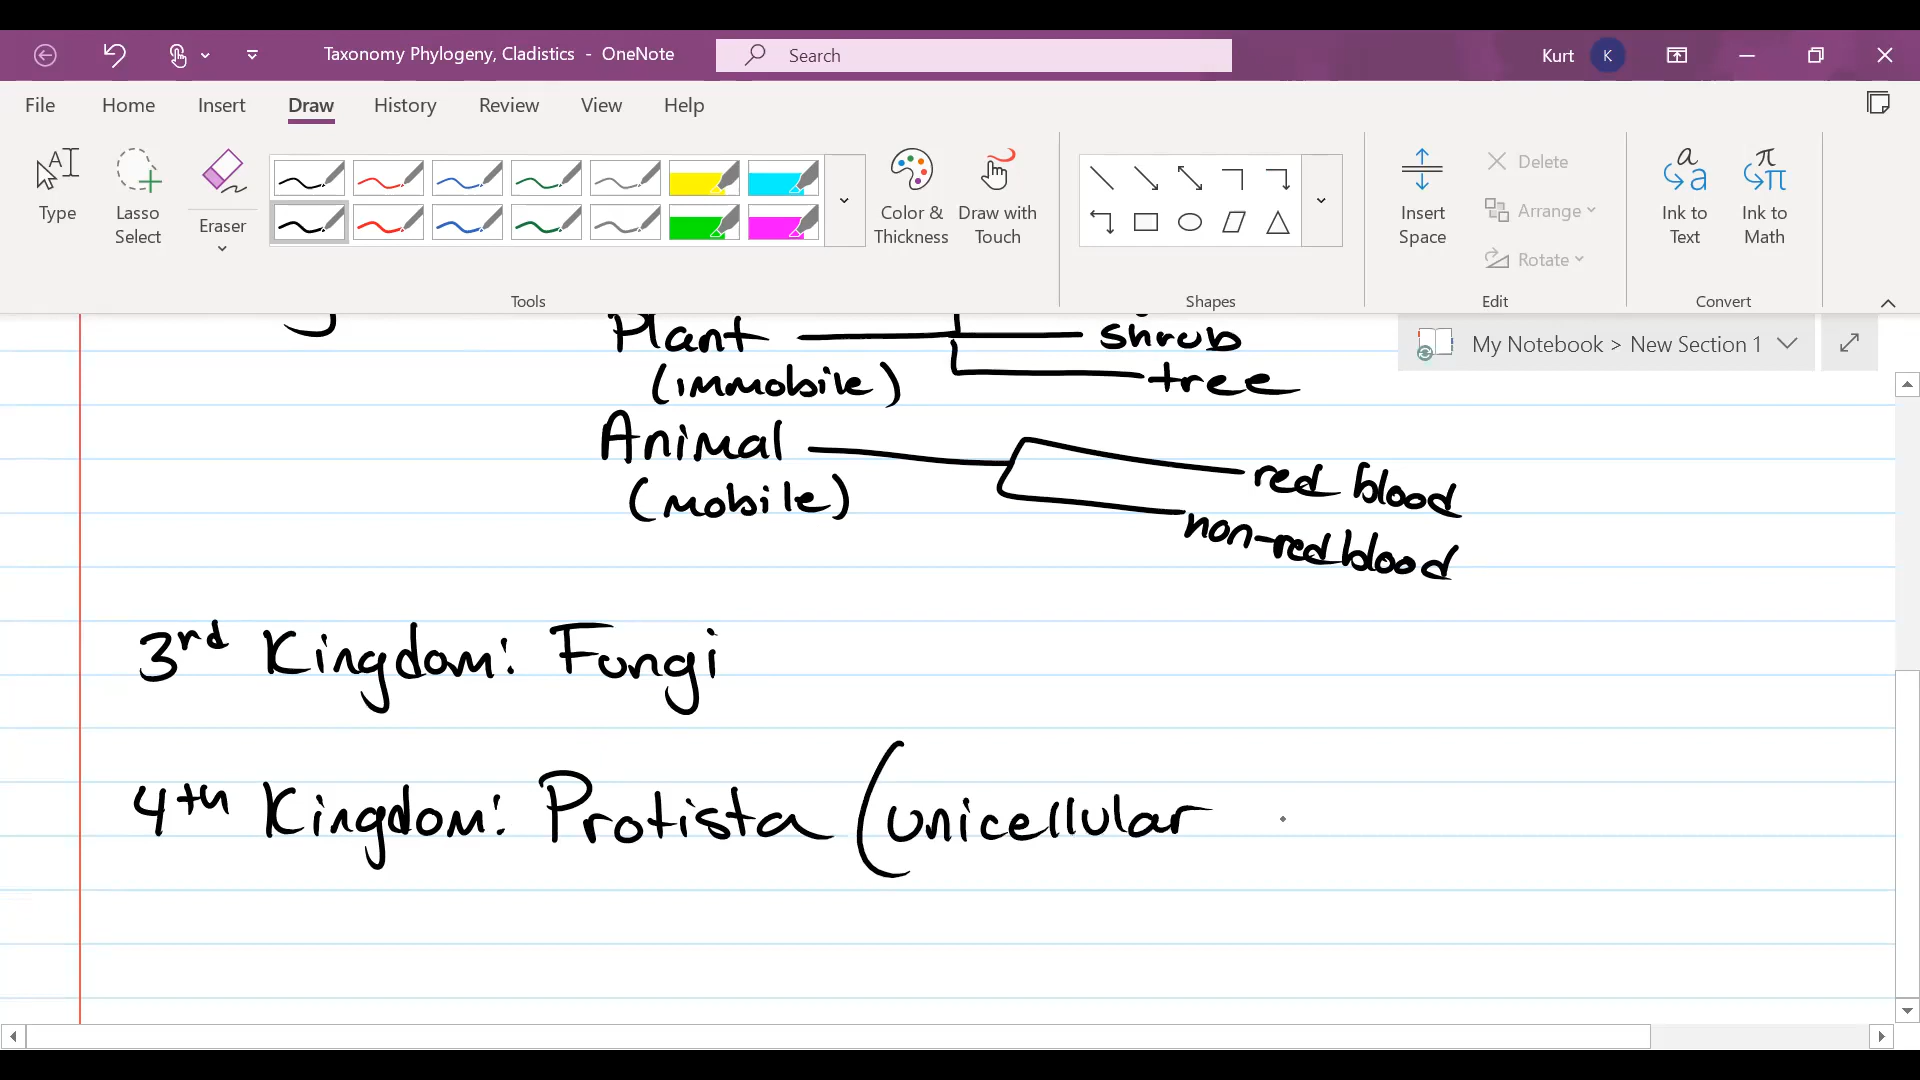 Taxonomy Phylogeny, Cladistics - OneNote
Search
Kurt K
File Home Insert Draw History Review View Help
Type
Lasso Select
Eraser
Color & Thickness
Draw with Touch
Insert Space
Delete
Arrange
Rotate
Ink to Text
Ink to Math
Tools Shapes Edit Convert
My Notebook > New Section 1
Plant shrub
(immobile) tree
Animal red blood
(mobile) non-red blood
3rd Kingdom: Fungi
4th Kingdom: Protista (unicellular